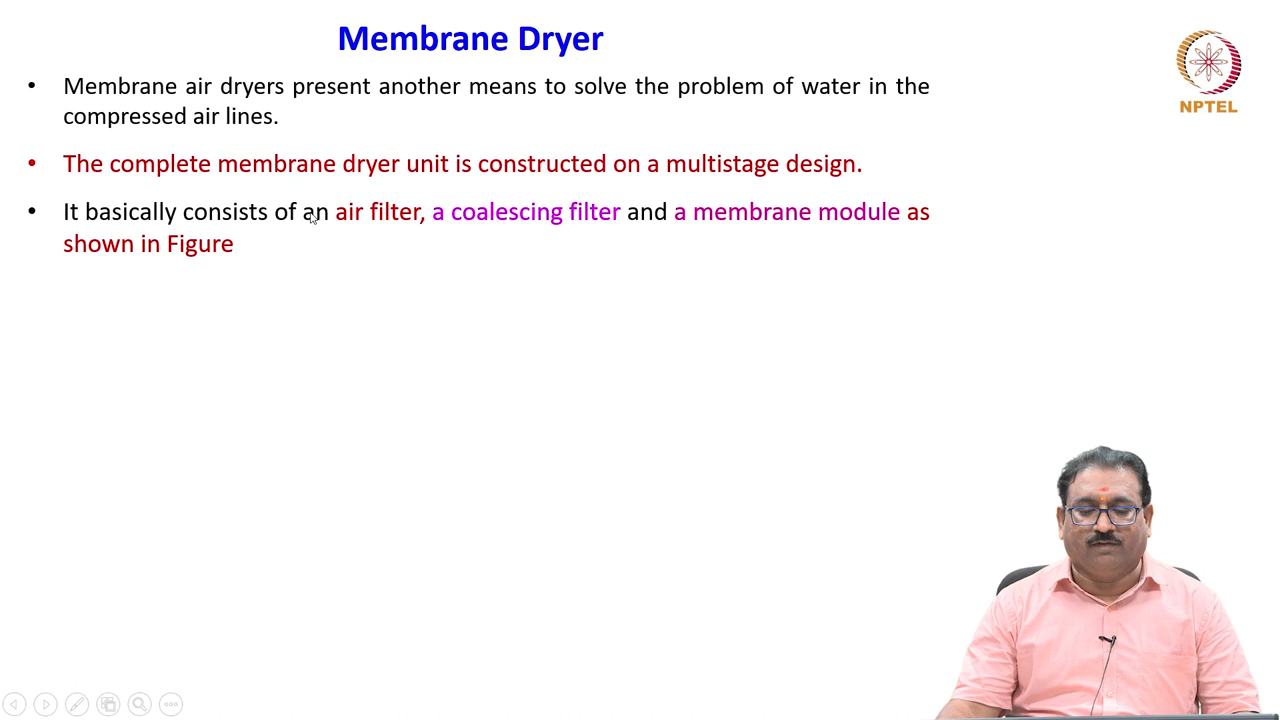 Membrane Dryer
NPTEL
• Membrane air dryers present another means to solve the problem of water in the
compressed air lines.
• The complete membrane dryer unit is constructed on a multistage design.
• It basically consists of an air filter, a coalescing filter and a membrane module as
shown in Figure